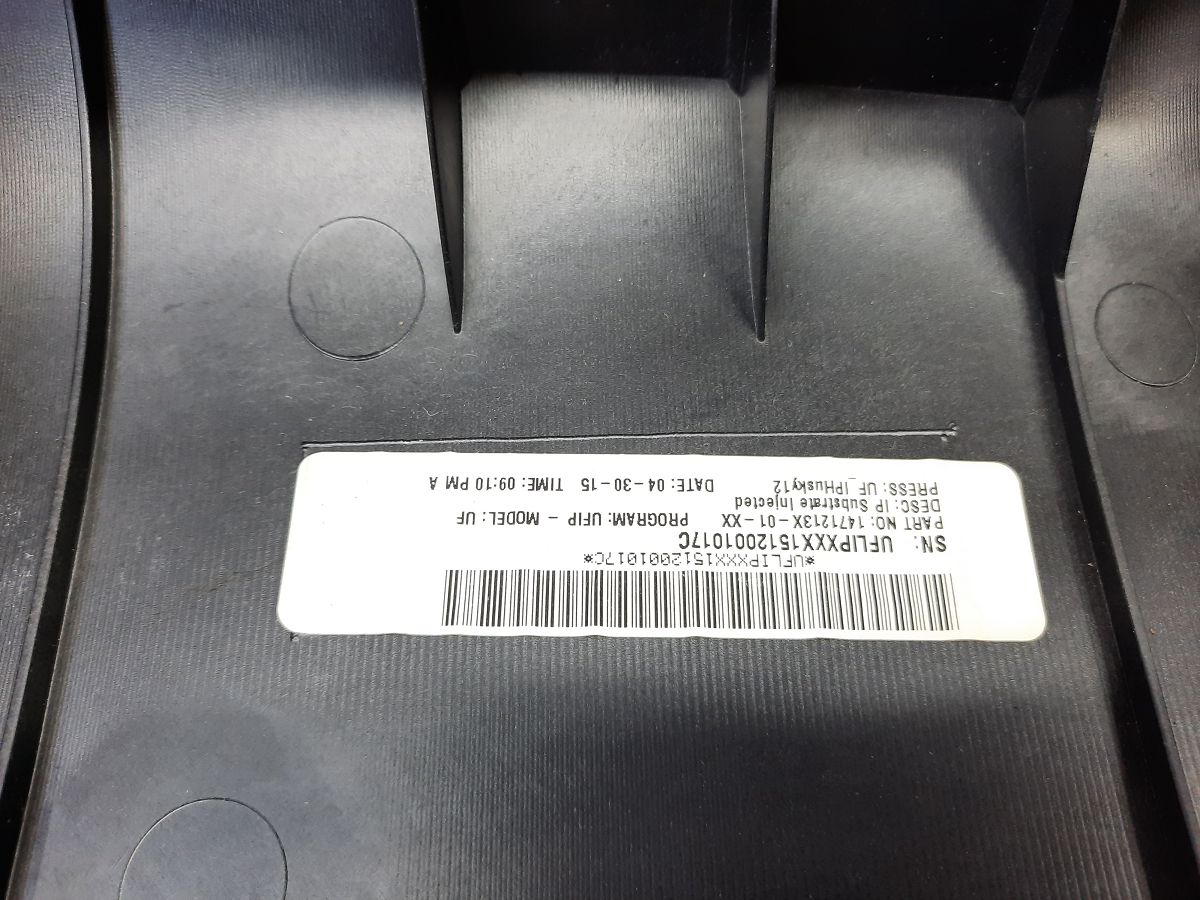 *UFLIPXXX1512001017C*
SN: UFLIPXXX1512001017C
PART NO: 1471213X-01-XX PROGRAM: UFIP - MODEL: UF
DESC: IP Substrate Injected
PRESS: UF_IPHusky12 DATE: 04-30-15 TIME: 09:10 PM A